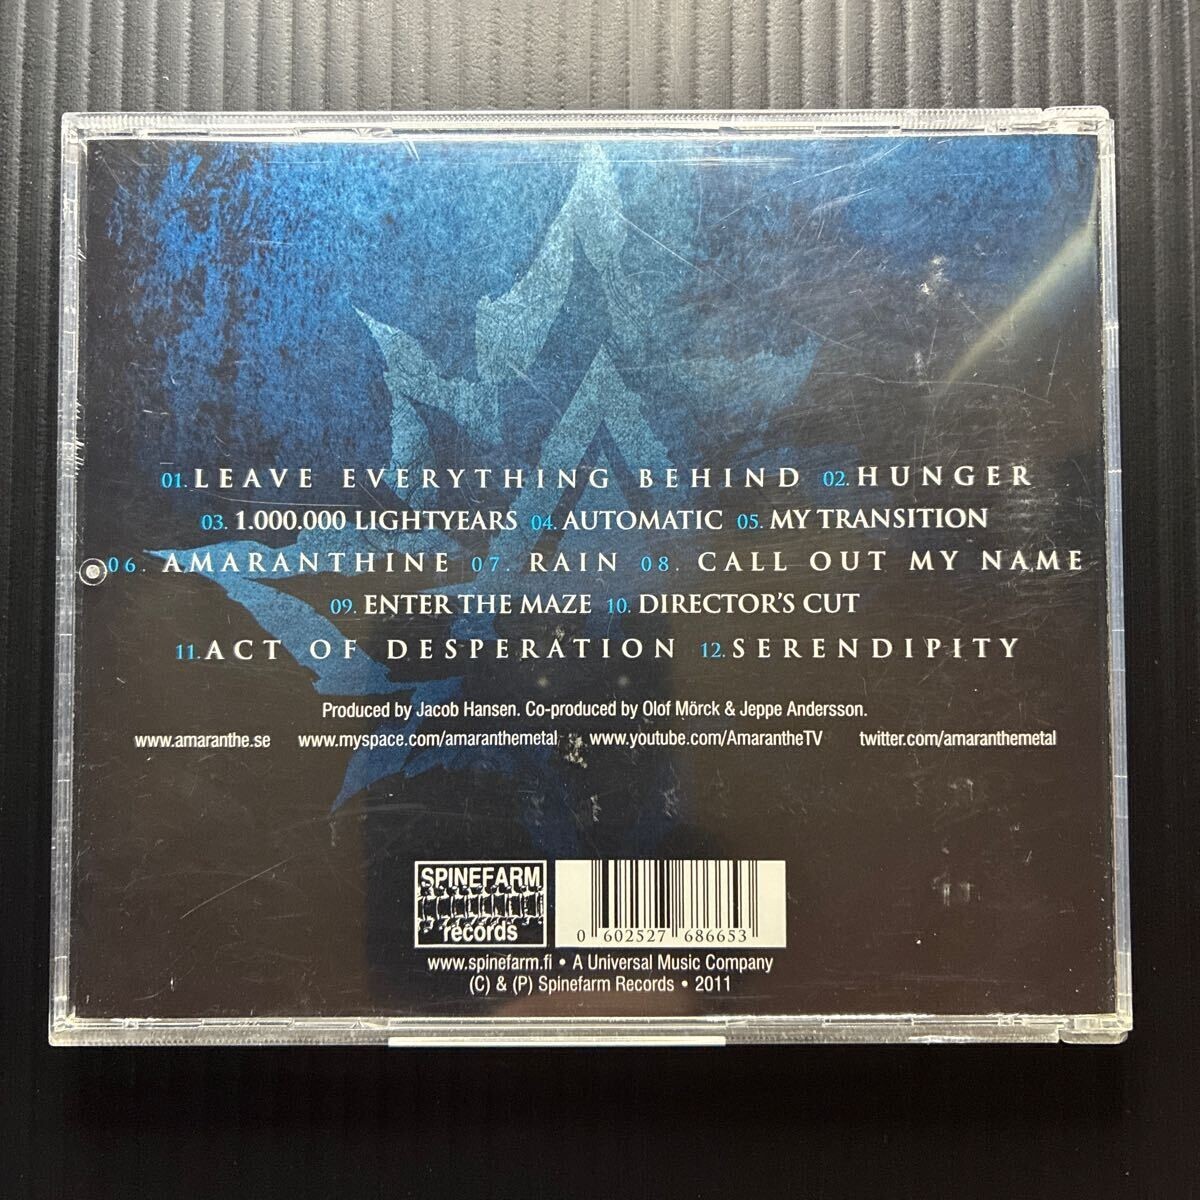 01. LEAVE EVERYTHING BEHIND 02. HUNGER
03. 1.000.000 LIGHTYEARS 04. AUTOMATIC 05. MY TRANSITION
06. AMARANTHINE 07. RAIN 08. CALL OUT MY NAME
09. ENTER THE MAZE 10. DIRECTOR'S CUT
11. ACT OF DESPERATION 12. SERENDIPITY
Produced by Jacob Hansen. Co-produced by Olof Mörck & Jeppe Andersson.
www.amaranthe.se www.myspace.com/amaranthemetal www.youtube.com/AmarantheTV twitter.com/amaranthemetal
SPINEFARM
records
0 602527 686653
www.spinefarm.fi • A Universal Music Company
(C) & (P) Spinefarm Records • 2011